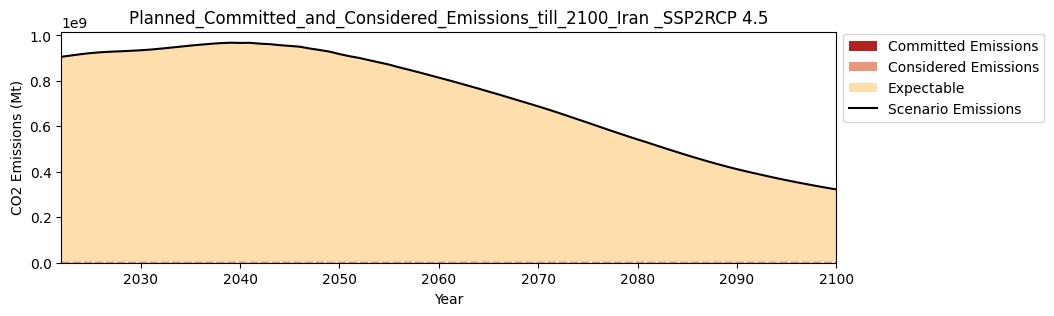 Planned_Committed_and_Considered_Emissions_till_2100_Iran _SSP2RCP 4.5
1e9
1.0
0.8
0.6
0.4
0.2
0.0
CO2 Emissions (Mt)
2030 2040 2050 2060 2070 2080 2090 2100
Year
Committed Emissions
Considered Emissions
Expectable
Scenario Emissions